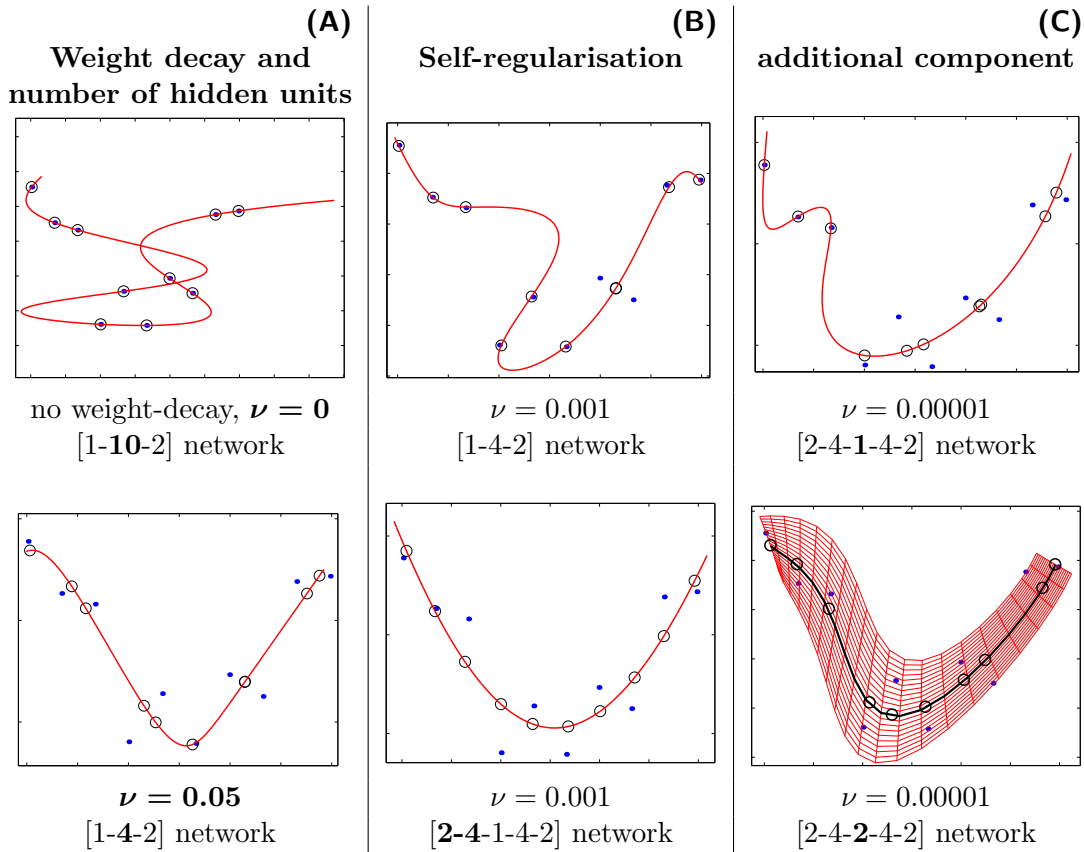 (A)
Weight decay and
number of hidden units
no weight-decay, ν = 0
[1-10-2] network
ν = 0.05
[1-4-2] network
(B)
Self-regularisation
ν = 0.001
[1-4-2] network
ν = 0.001
[2-4-1-4-2] network
(C)
additional component
ν = 0.00001
[2-4-1-4-2] network
ν = 0.00001
[2-4-2-4-2] network